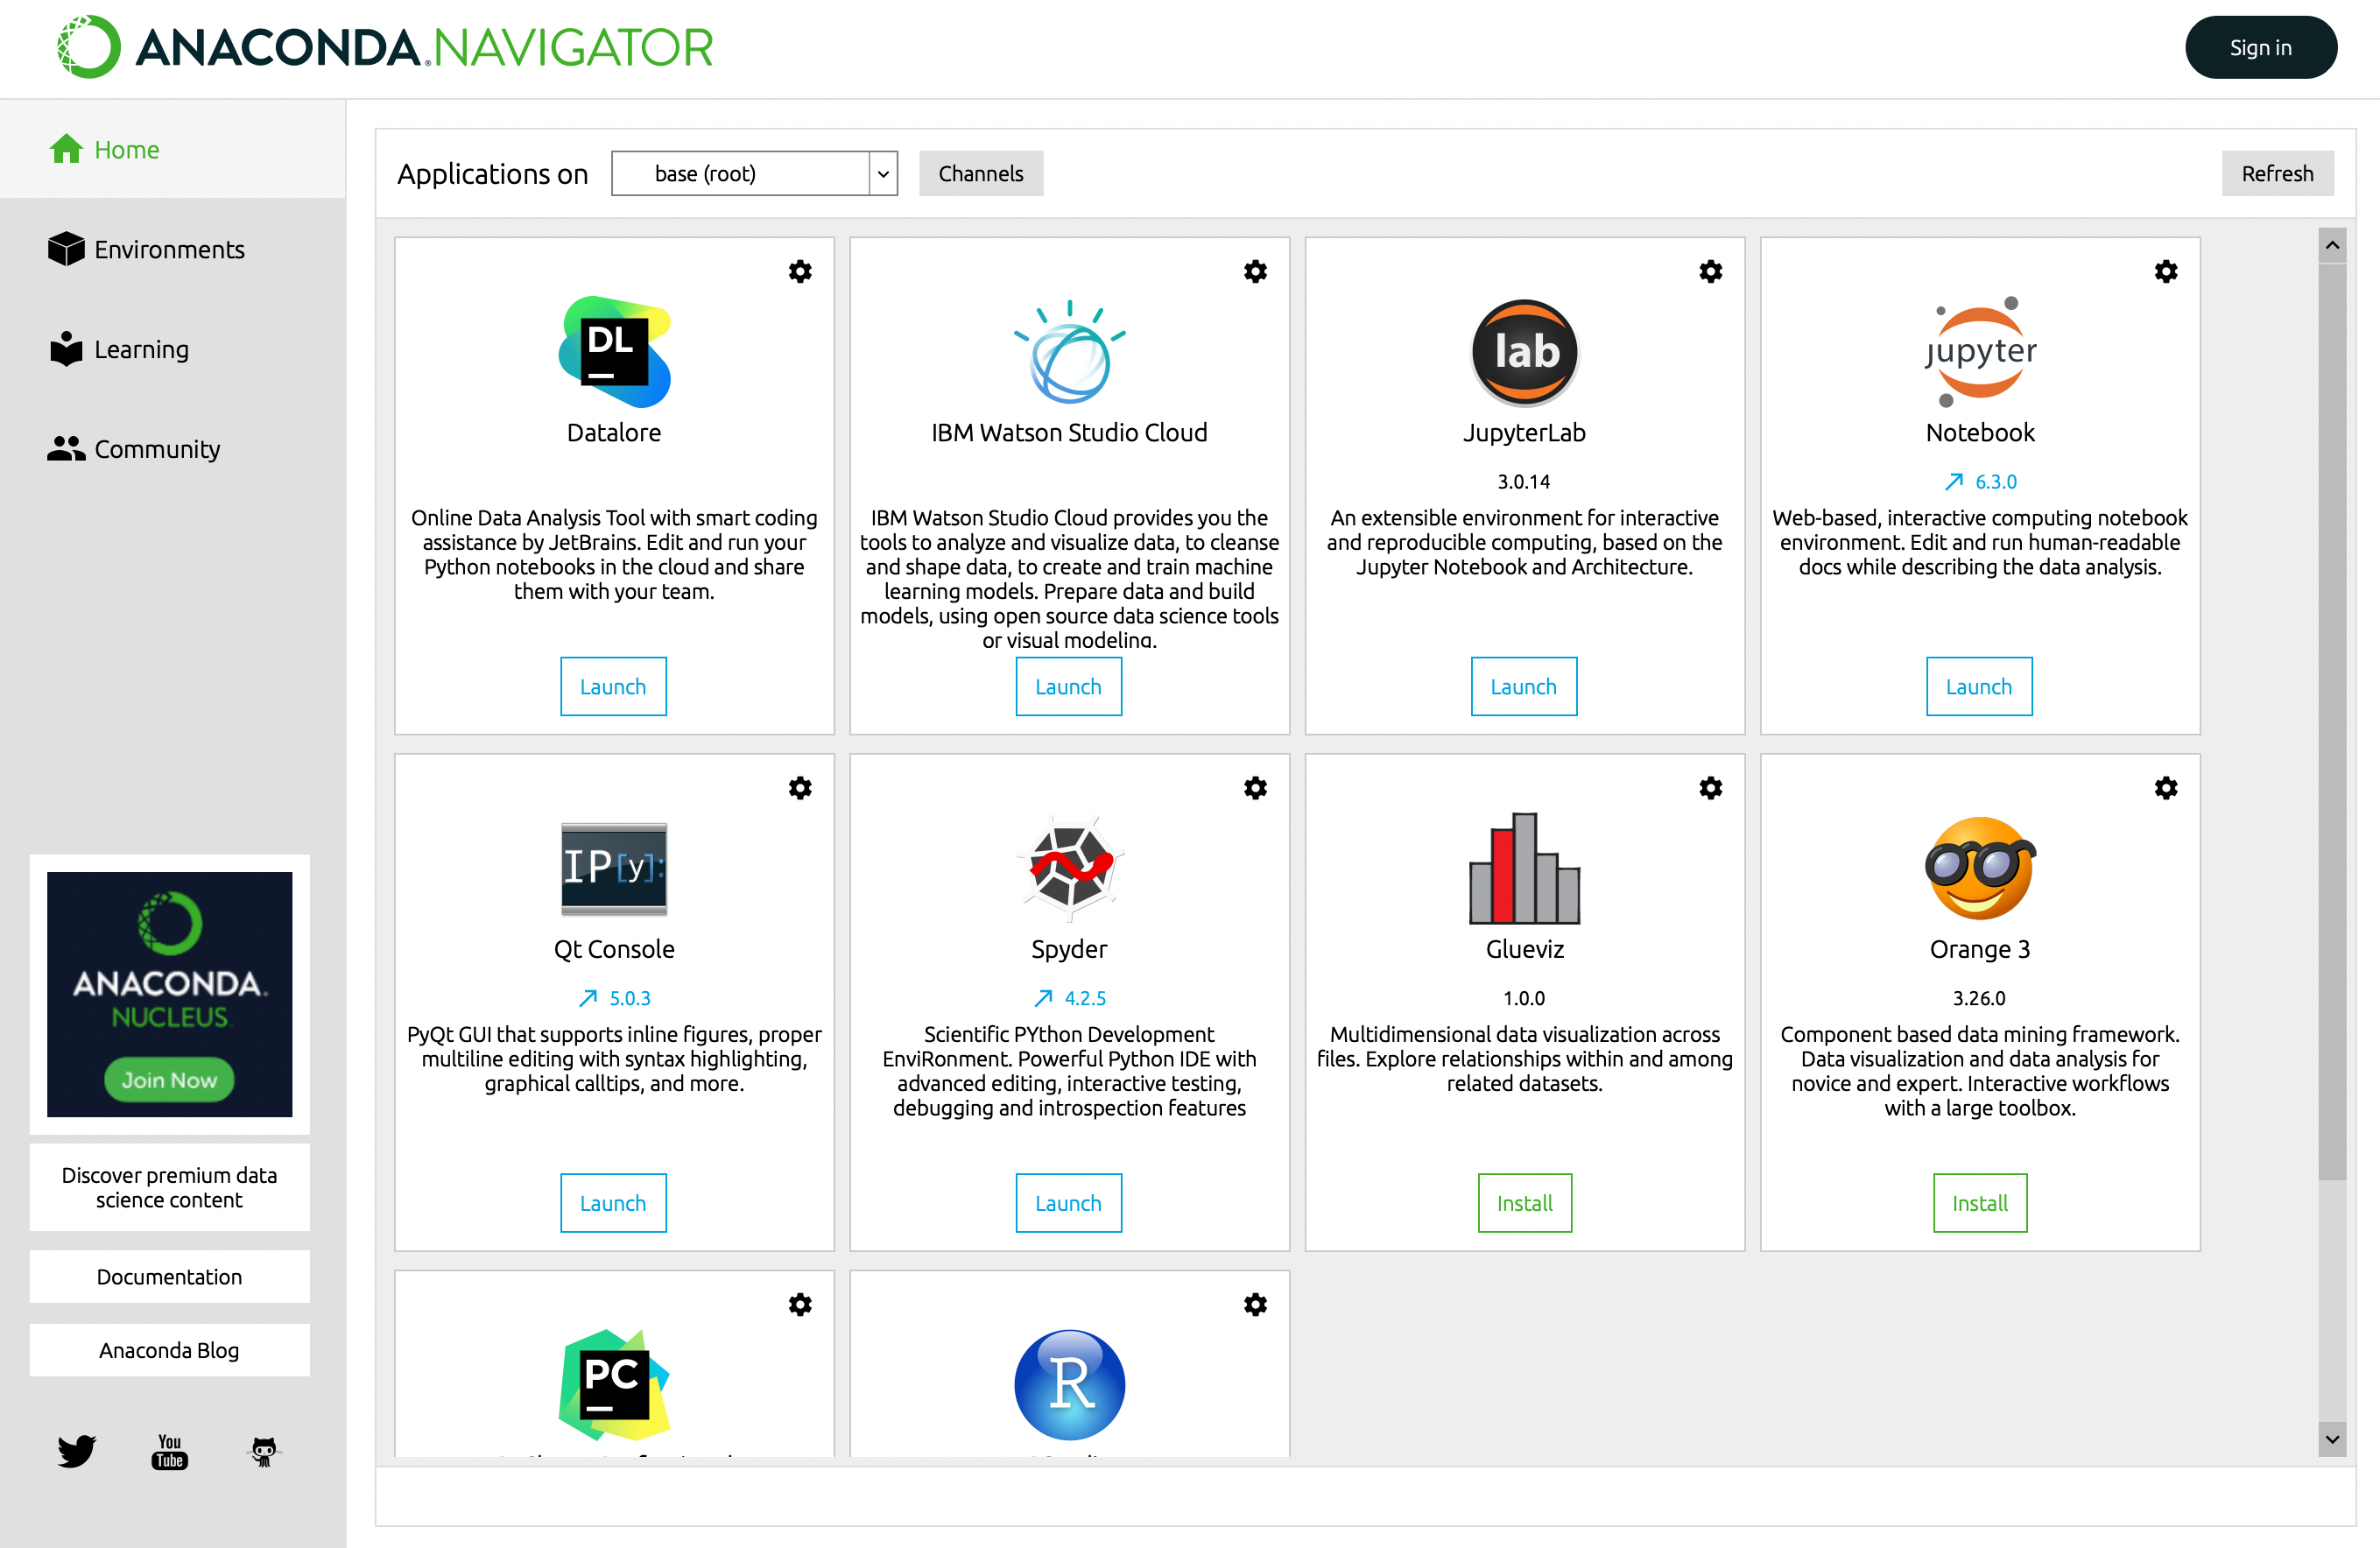 ANACONDA.NAVIGATOR
Sign in
Home
Environments
Learning
Community
ANACONDA.
NUCLEUS
Join Now
Discover premium data
science content
Documentation
Anaconda Blog
You
Tube
Applications on
base (root)
Channels
Refresh
DL
Datalore
Online Data Analysis Tool with smart coding
assistance by JetBrains. Edit and run your
Python notebooks in the cloud and share
them with your team.
Launch
IBM Watson Studio Cloud
IBM Watson Studio Cloud provides you the
tools to analyze and visualize data, to cleanse
and shape data, to create and train machine
learning models. Prepare data and build
models, using open source data science tools
or visual modeling.
Launch
lab
JupyterLab
3.0.14
An extensible environment for interactive
and reproducible computing, based on the
Jupyter Notebook and Architecture.
Launch
jupyter
Notebook
6.3.0
Web-based, interactive computing notebook
environment. Edit and run human-readable
docs while describing the data analysis.
Launch
IP[y]:
Qt Console
5.0.3
PyQt GUI that supports inline figures, proper
multiline editing with syntax highlighting,
graphical calltips, and more.
Launch
Spyder
4.2.5
Scientific PYthon Development
EnviRonment. Powerful Python IDE with
advanced editing, interactive testing,
debugging and introspection features
Launch
Glueviz
1.0.0
Multidimensional data visualization across
files. Explore relationships within and among
related datasets.
Install
Orange 3
3.26.0
Component based data mining framework.
Data visualization and data analysis for
novice and expert. Interactive workflows
with a large toolbox.
Install
PC
R